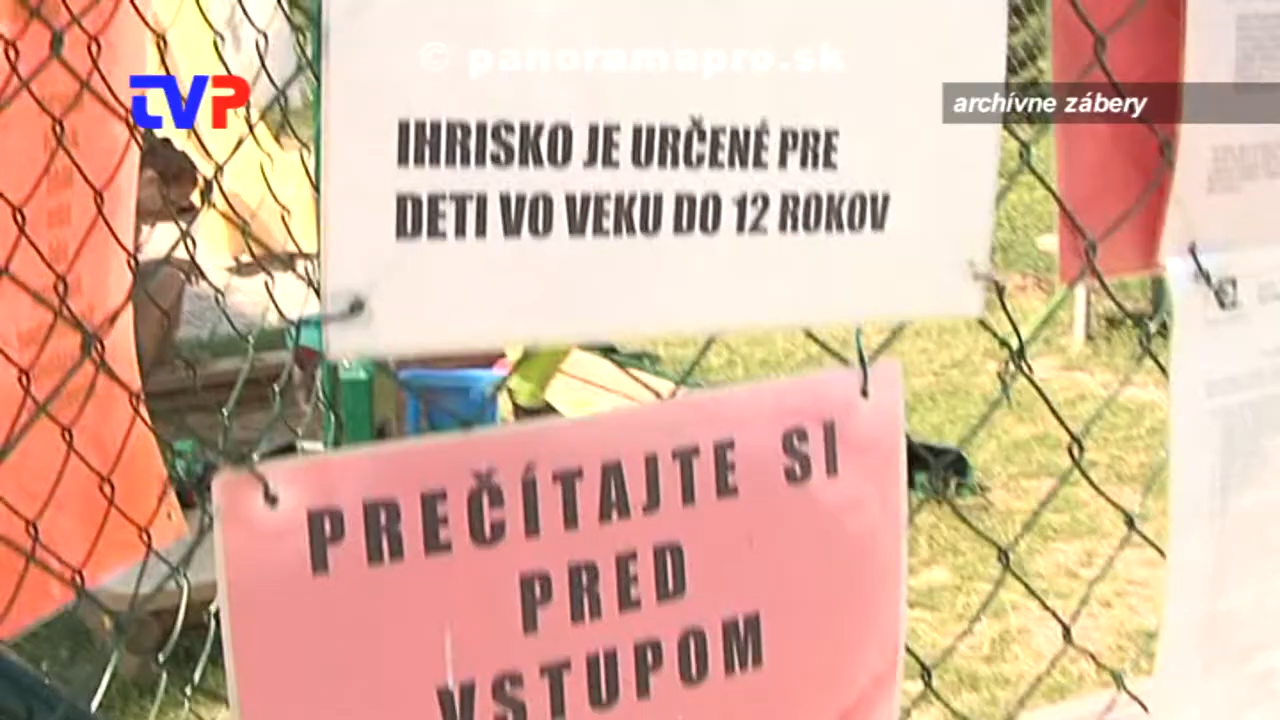 © panoramapro.sk
TVP
archívne zábery
IHRISKO JE URČENÉ PRE
DETI VO VEKU DO 12 ROKOV
PREČÍTAJTE SI
PRED
VSTUPOM